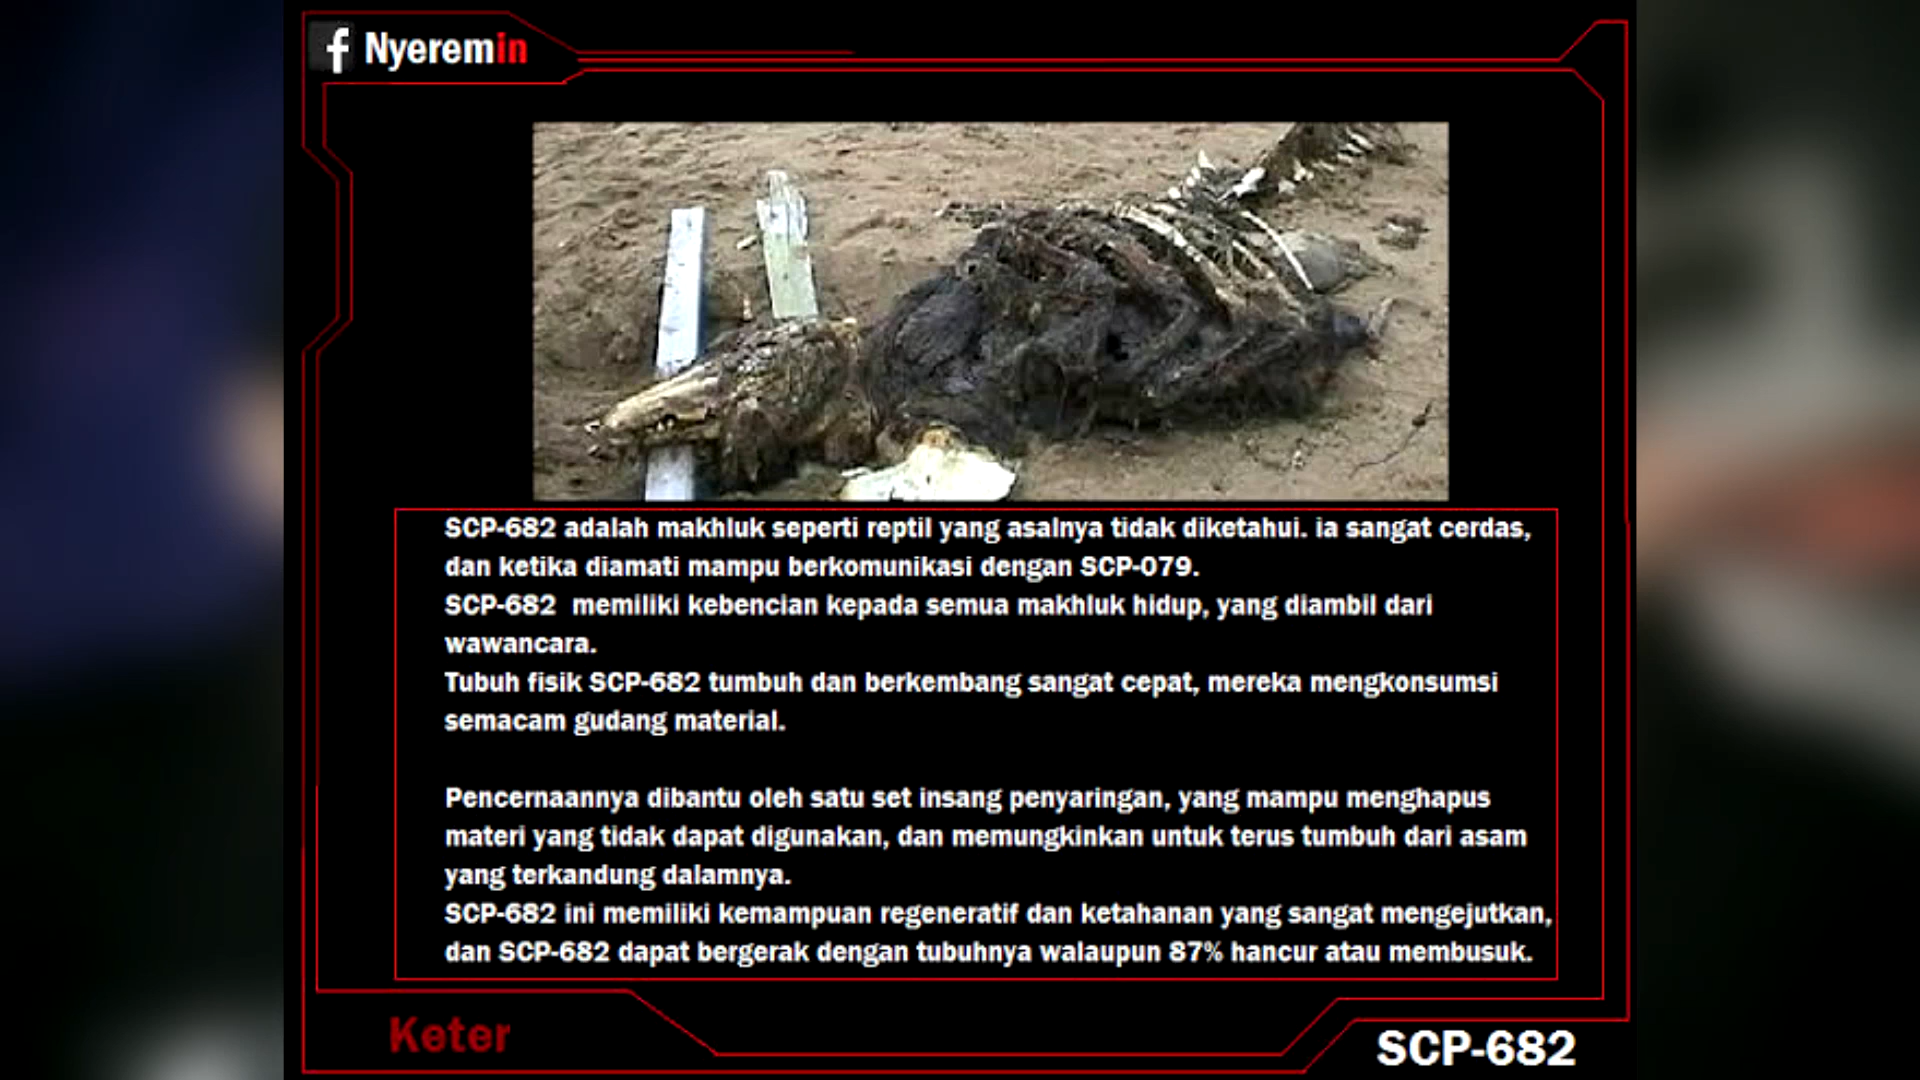 Nyeremin
SCP-682 adalah makhluk seperti reptil yang asalnya tidak diketahui. ia sangat cerdas,
dan ketika diamati mampu berkomunikasi dengan SCP-079.
SCP-682 memiliki kebencian kepada semua makhluk hidup, yang diambil dari
wawancara.
Tubuh fisik SCP-682 tumbuh dan berkembang sangat cepat, mereka mengkonsumsi
semacam gudang material.
Pencernaannya dibantu oleh satu set insang penyaringan, yang mampu menghapus
materi yang tidak dapat digunakan, dan memungkinkan untuk terus tumbuh dari asam
yang terkandung dalamnya.
SCP-682 ini memiliki kemampuan regeneratif dan ketahanan yang sangat mengejutkan,
dan SCP-682 dapat bergerak dengan tubuhnya walaupun 87% hancur atau membusuk.
Keter
SCP-682